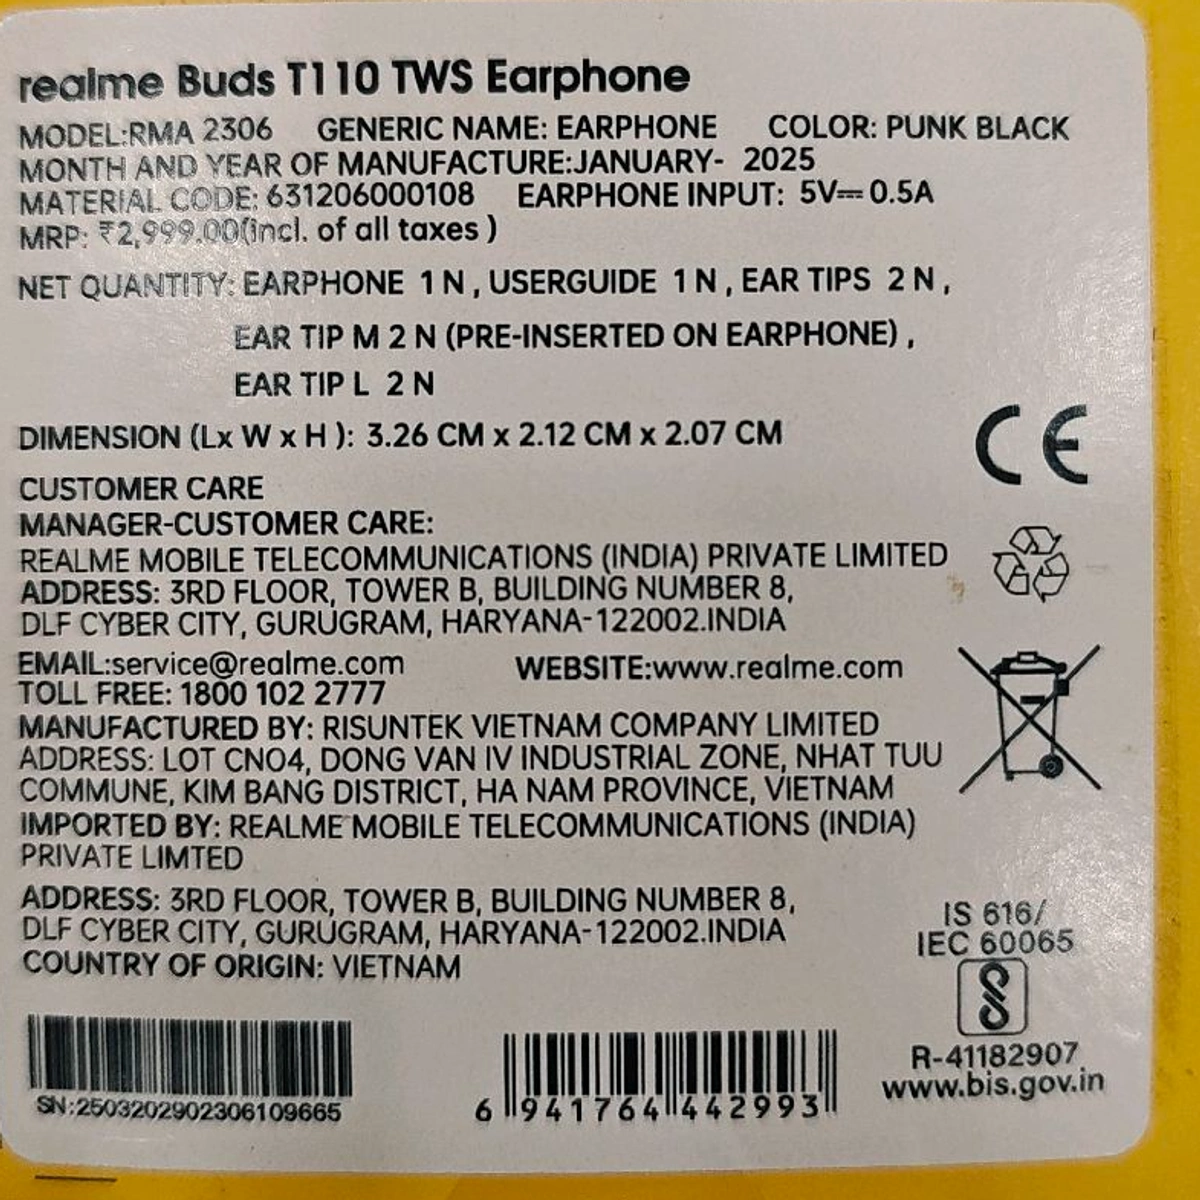 realme Buds T110 TWS Earphone
MODEL:RMA 2306 GENERIC NAME: EARPHONE COLOR: PUNK BLACK
MONTH AND YEAR OF MANUFACTURE:JANUARY- 2025
MATERIAL CODE: 631206000108 EARPHONE INPUT: 5V⎓0.5A
MRP: ₹2,999.00(incl. of all taxes )
NET QUANTITY: EARPHONE 1 N , USERGUIDE 1 N , EAR TIPS 2 N ,
EAR TIP M 2 N (PRE-INSERTED ON EARPHONE) ,
EAR TIP L 2 N
DIMENSION (Lx W x H ): 3.26 CM x 2.12 CM x 2.07 CM
CE
CUSTOMER CARE
MANAGER-CUSTOMER CARE:
REALME MOBILE TELECOMMUNICATIONS (INDIA) PRIVATE LIMITED
ADDRESS: 3RD FLOOR, TOWER B, BUILDING NUMBER 8,
DLF CYBER CITY, GURUGRAM, HARYANA-122002.INDIA
EMAIL:service@realme.com WEBSITE:www.realme.com
TOLL FREE: 1800 102 2777
MANUFACTURED BY: RISUNTEK VIETNAM COMPANY LIMITED
ADDRESS: LOT CN04, DONG VAN IV INDUSTRIAL ZONE, NHAT TUU
COMMUNE, KIM BANG DISTRICT, HA NAM PROVINCE, VIETNAM
IMPORTED BY: REALME MOBILE TELECOMMUNICATIONS (INDIA)
PRIVATE LIMTED
ADDRESS: 3RD FLOOR, TOWER B, BUILDING NUMBER 8,
DLF CYBER CITY, GURUGRAM, HARYANA-122002.INDIA
COUNTRY OF ORIGIN: VIETNAM
IS 616/
IEC 60065
R-41182907
www.bis.gov.in
SN:2503202902306109665
6 941764 442993